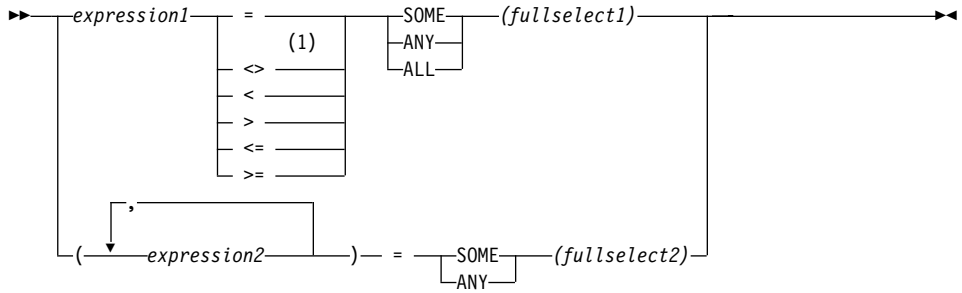 expression1 = SOME (fullselect1)
(1) ANY
<> ALL
<
>
<=
>=
,
( expression2 ) = SOME (fullselect2)
ANY